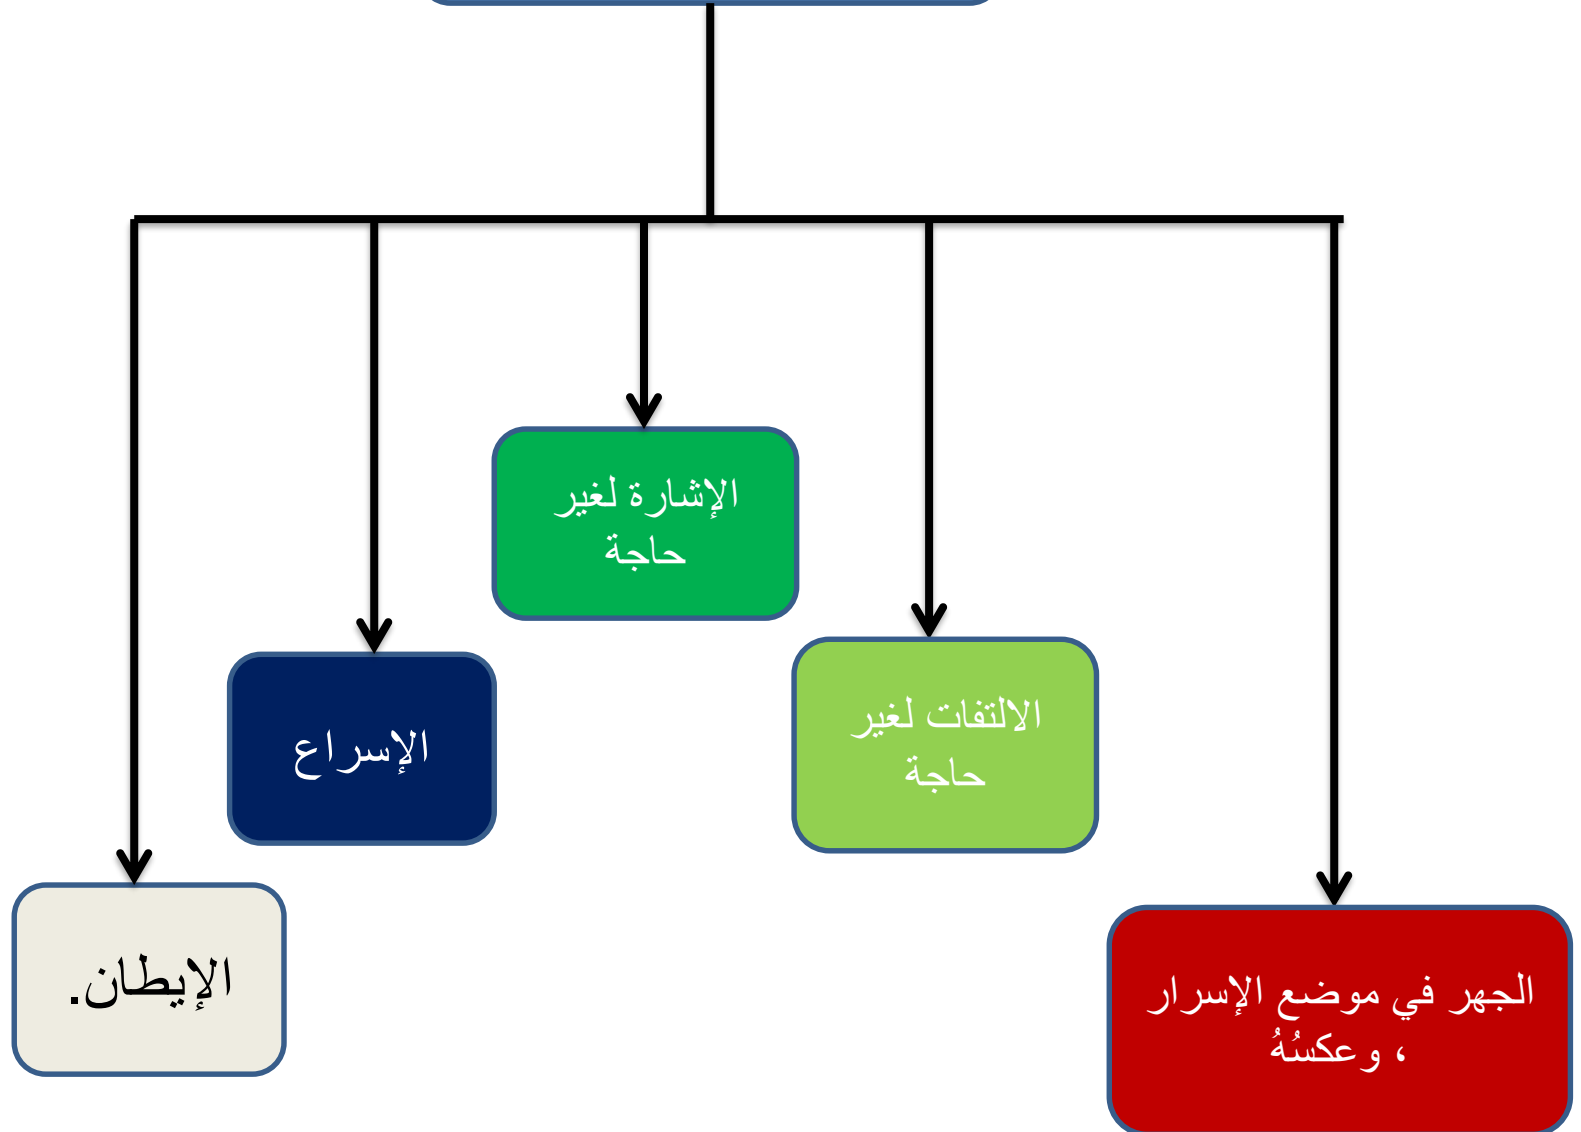 الإشارة لغير
حاجة
الالتفات لغير
حاجة
الإسراع
الإيطان.
الجهر في موضع الإسرار
، وعكسُهُ